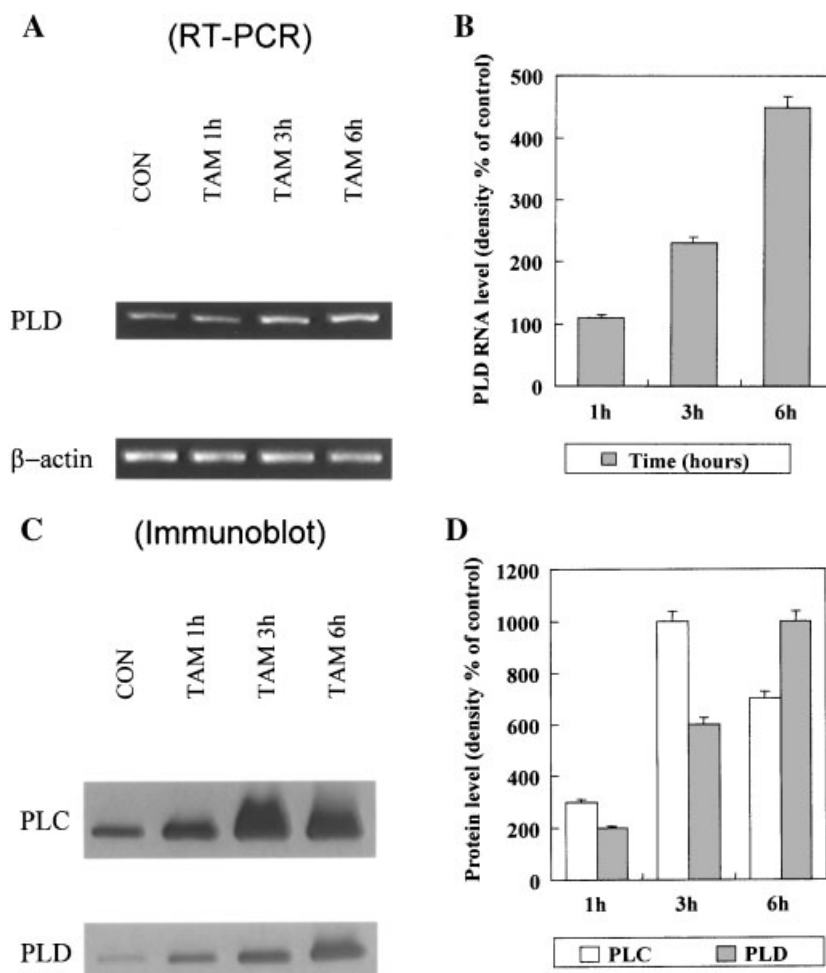 A
(RT-PCR)
CON
TAM 1h
TAM 3h
TAM 6h
PLD
β–actin
B
PLD RNA level (density % of control)
500
400
300
200
100
0
1h 3h 6h
Time (hours)
C
(Immunoblot)
CON
TAM 1h
TAM 3h
TAM 6h
PLC
PLD
D
Protein level (density % of control)
1200
1000
800
600
400
200
0
1h 3h 6h
PLC PLD